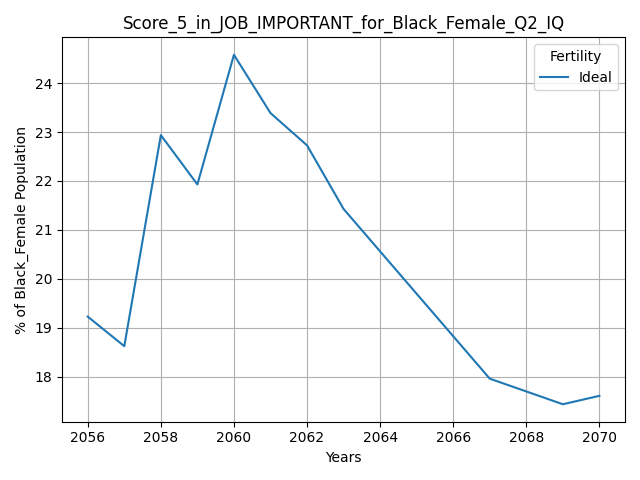 Score_5_in_JOB_IMPORTANT_for_Black_Female_Q2_IQ
Fertility
Ideal
% of Black_Female Population
24
23
22
21
20
19
18
2056 2058 2060 2062 2064 2066 2068 2070
Years